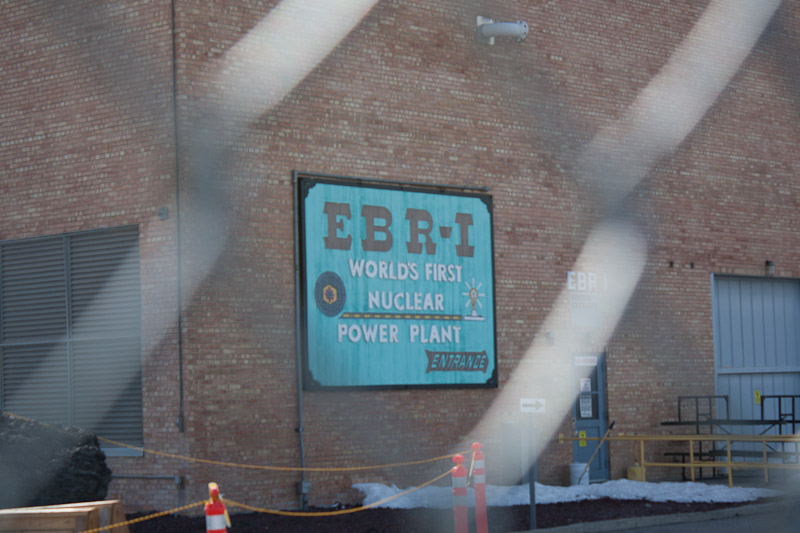 EBR-I
WORLD'S FIRST
NUCLEAR
POWER PLANT
ENTRANCE
EBR I